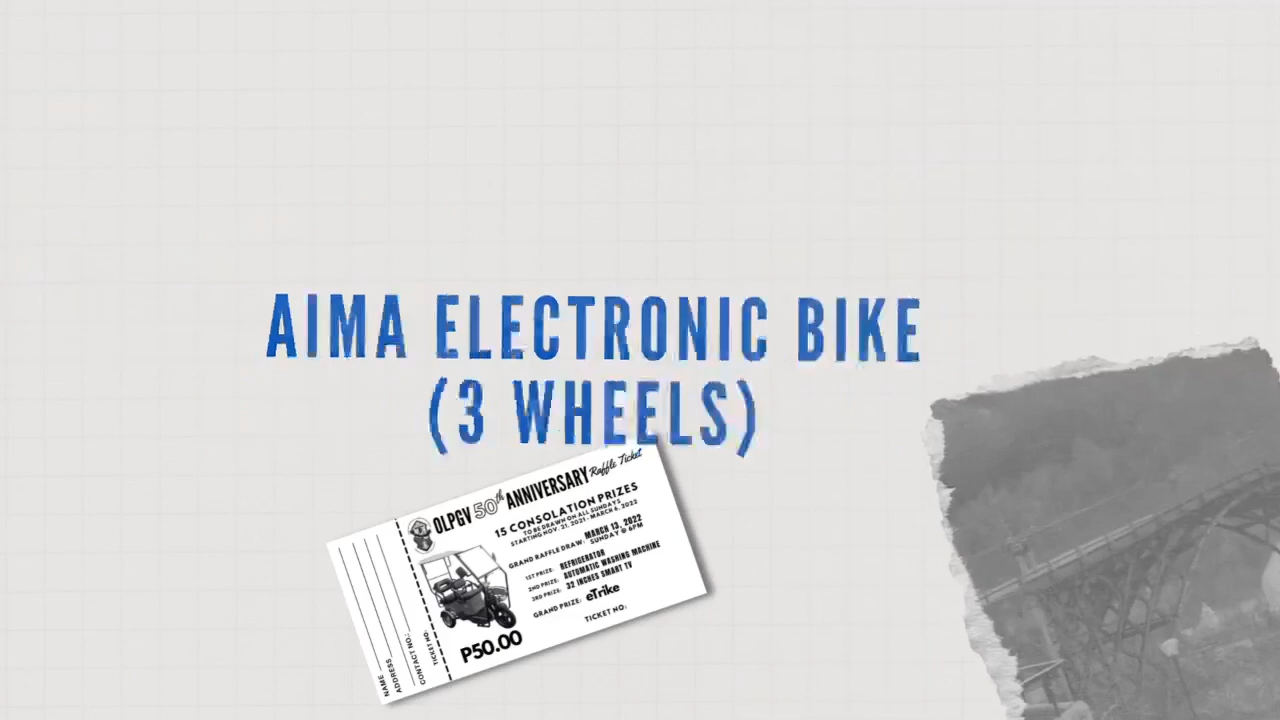 AIMA ELECTRONIC BIKE
(3 WHEELS)
OLPGV 50th ANNIVERSARY Raffle Ticket
15 CONSOLATION PRIZES
TO BE DRAWN ON ALL SUNDAYS
STARTING NOV. 21, 2021 - MARCH 6, 2022
GRAND RAFFLE DRAW: MARCH 13, 2022
SUNDAY @ 6PM
1ST PRIZE: REFRIGERATOR
2ND PRIZE: AUTOMATIC WASHING MACHINE
3RD PRIZE: 32 INCHES SMART TV
GRAND PRIZE: eTrike
TICKET NO:
P50.00
NAME
ADDRESS
CONTACT NO.
TICKET NO.